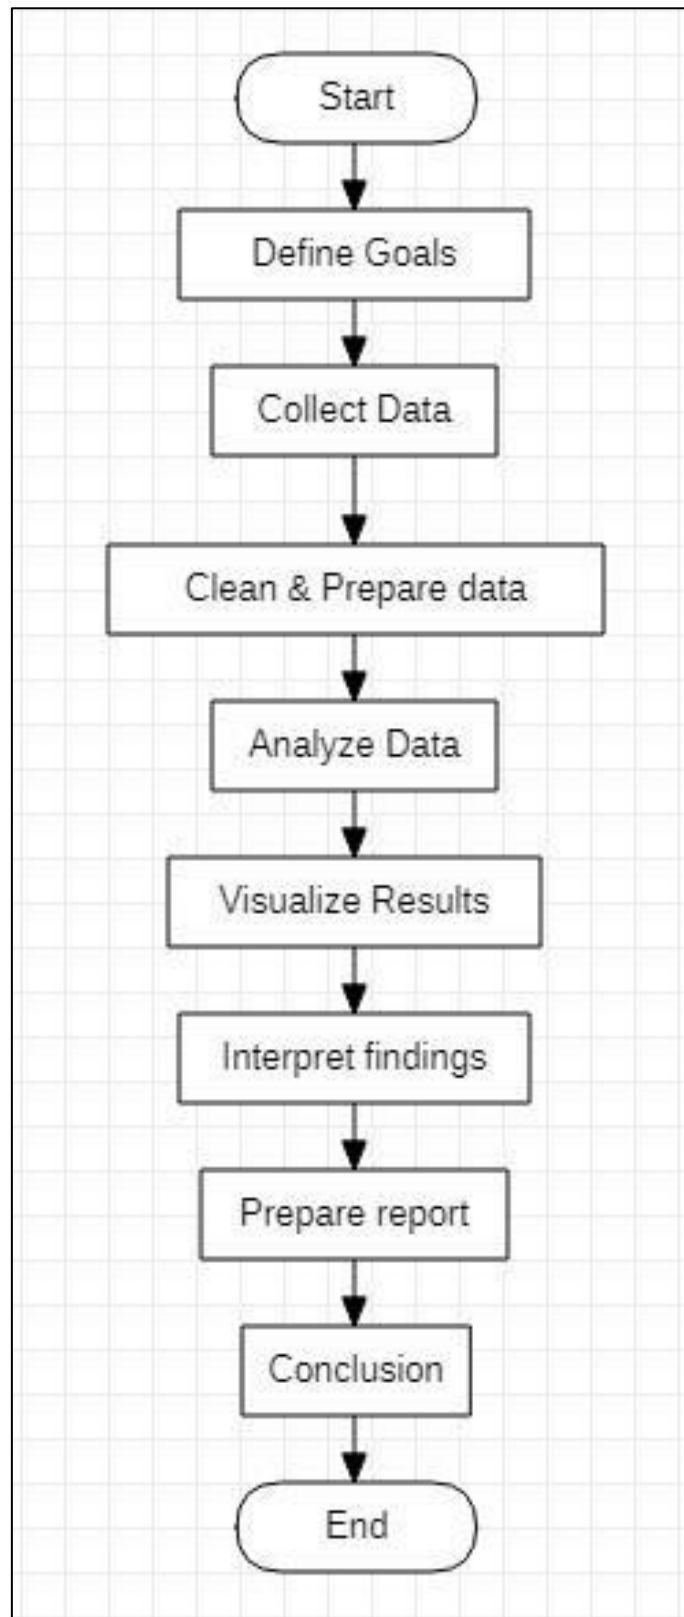 Start
Define Goals
Collect Data
Clean & Prepare data
Analyze Data
Visualize Results
Interpret findings
Prepare report
Conclusion
End